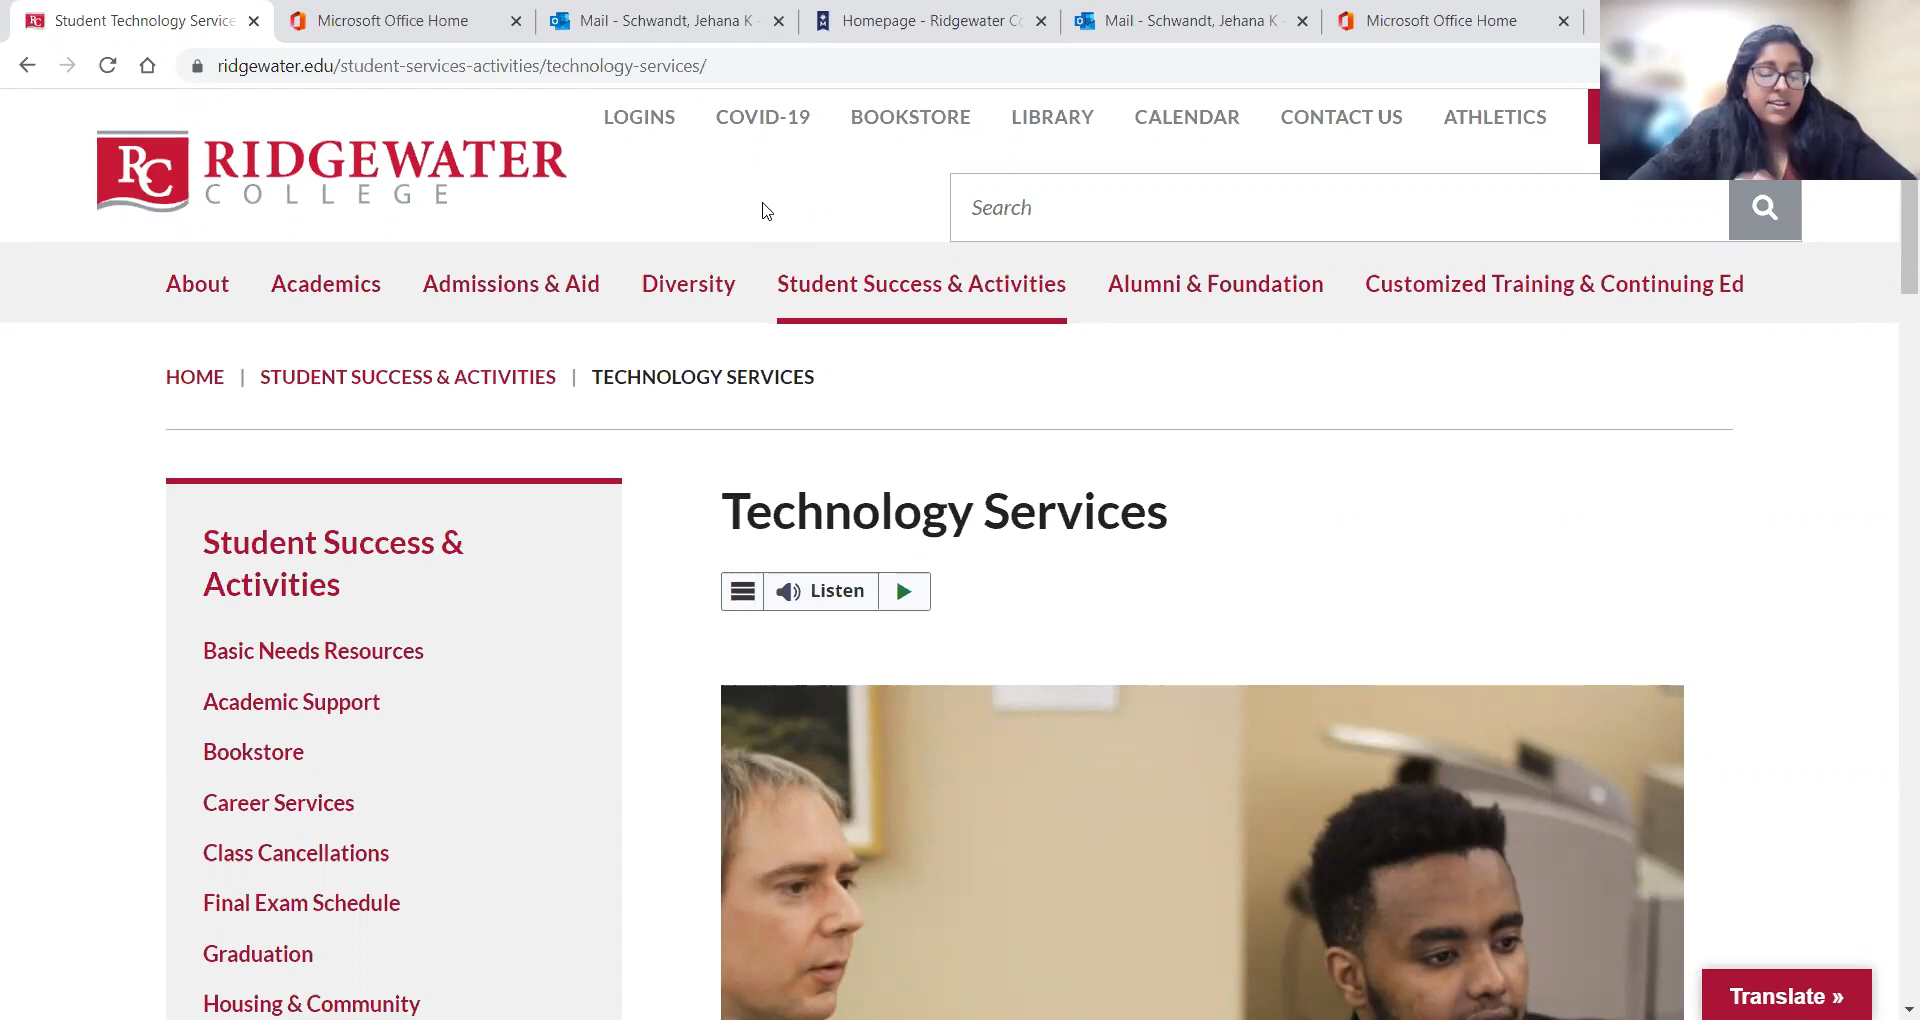 Student Technology Service
Microsoft Office Home
Mail - Schwandt, Jehana K -
Homepage - Ridgewater Co
Mail - Schwandt, Jehana K -
Microsoft Office Home
ridgewater.edu/student-services-activities/technology-services/
LOGINS
COVID-19
BOOKSTORE
LIBRARY
CALENDAR
CONTACT US
ATHLETICS
RC
RIDGEWATER
COLLEGE
Search
About
Academics
Admissions & Aid
Diversity
Student Success & Activities
Alumni & Foundation
Customized Training & Continuing Ed
HOME | STUDENT SUCCESS & ACTIVITIES | TECHNOLOGY SERVICES
Student Success &
Activities
Basic Needs Resources
Academic Support
Bookstore
Career Services
Class Cancellations
Final Exam Schedule
Graduation
Housing & Community
Technology Services
Listen
Translate »